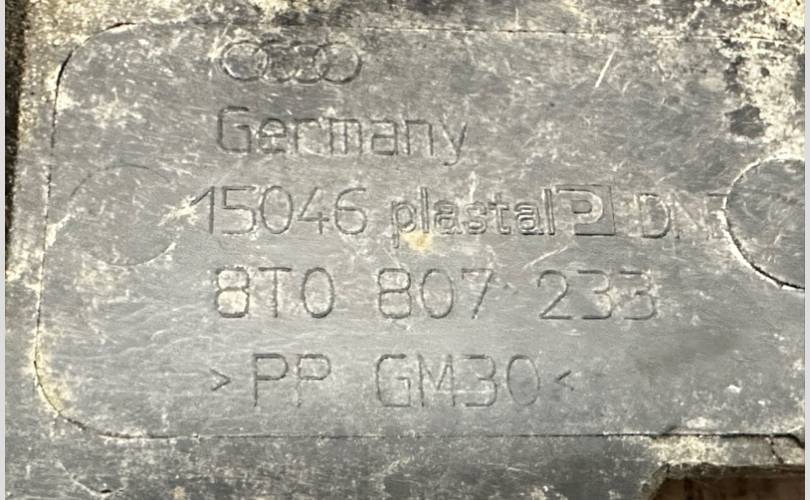 Germany
15046 plastal P
8T0 807 233
>PP GM30<